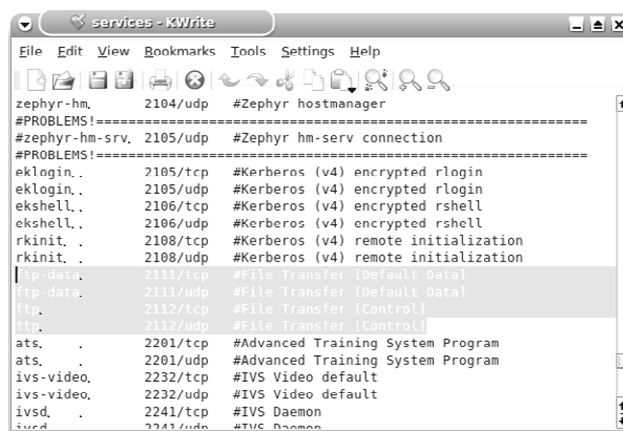 services - KWrite
File Edit View Bookmarks Tools Settings Help
zephyr-hm. 2104/udp #Zephyr hostmanager
#PROBLEMS!===========================================================
#zephyr-hm-srv. 2105/udp #Zephyr hm-serv connection
#PROBLEMS!===========================================================
eklogin. . 2105/tcp #Kerberos (v4) encrypted rlogin
eklogin. . 2105/udp #Kerberos (v4) encrypted rlogin
ekshell. . 2106/tcp #Kerberos (v4) encrypted rshell
ekshell. . 2106/udp #Kerberos (v4) encrypted rshell
rkinit. . 2108/tcp #Kerberos (v4) remote initialization
rkinit. . 2108/udp #Kerberos (v4) remote initialization
ftp-data. 2111/tcp #File Transfer [Default Data]
ftp-data. 2111/udp #File Transfer [Default Data]
ftp. 2112/tcp #File Transfer [Control]
ftp. 2112/udp #File Transfer [Control]
ats. . 2201/tcp #Advanced Training System Program
ats. . 2201/udp #Advanced Training System Program
ivs-video. 2232/tcp #IVS Video default
ivs-video. 2232/udp #IVS Video default
ivsd. . 2241/tcp #IVS Daemon
ivsd. . 2241/udp #IVS Daemon